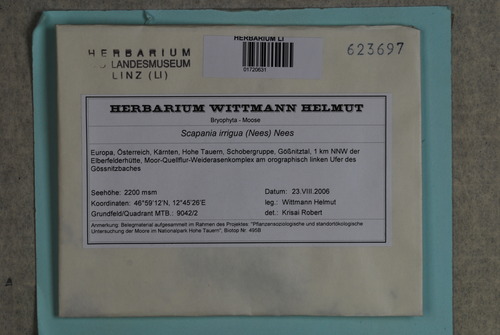 HERBARIUM LI
01720631
623697
HERBARIUM
LANDESMUSEUM
LINZ (LI)
HERBARIUM WITTMANN HELMUT
Bryophyta - Moose
Scapania irrigua (Nees) Nees
Europa, Österreich, Kärnten, Hohe Tauern, Schobergruppe, Gößnitztal, 1 km NNW der
Elberfelderhütte, Moor-Quellflur-Weiderasenkomplex am orographisch linken Ufer des
Gössnitzbaches
Seehöhe: 2200 msm Datum: 23.VIII.2006
Koordinaten: 46°59'12"N, 12°45'26"E leg.: Wittmann Helmut
Grundfeld/Quadrant MTB.: 9042/2 det.: Krisai Robert
Anmerkung: Belegmaterial aufgesammelt im Rahmen des Projektes: "Pflanzensoziologisthe und standortökologische
Untersuchung der Moore im Nationalpark Hohe Tauern", Biotop Nr. 495B